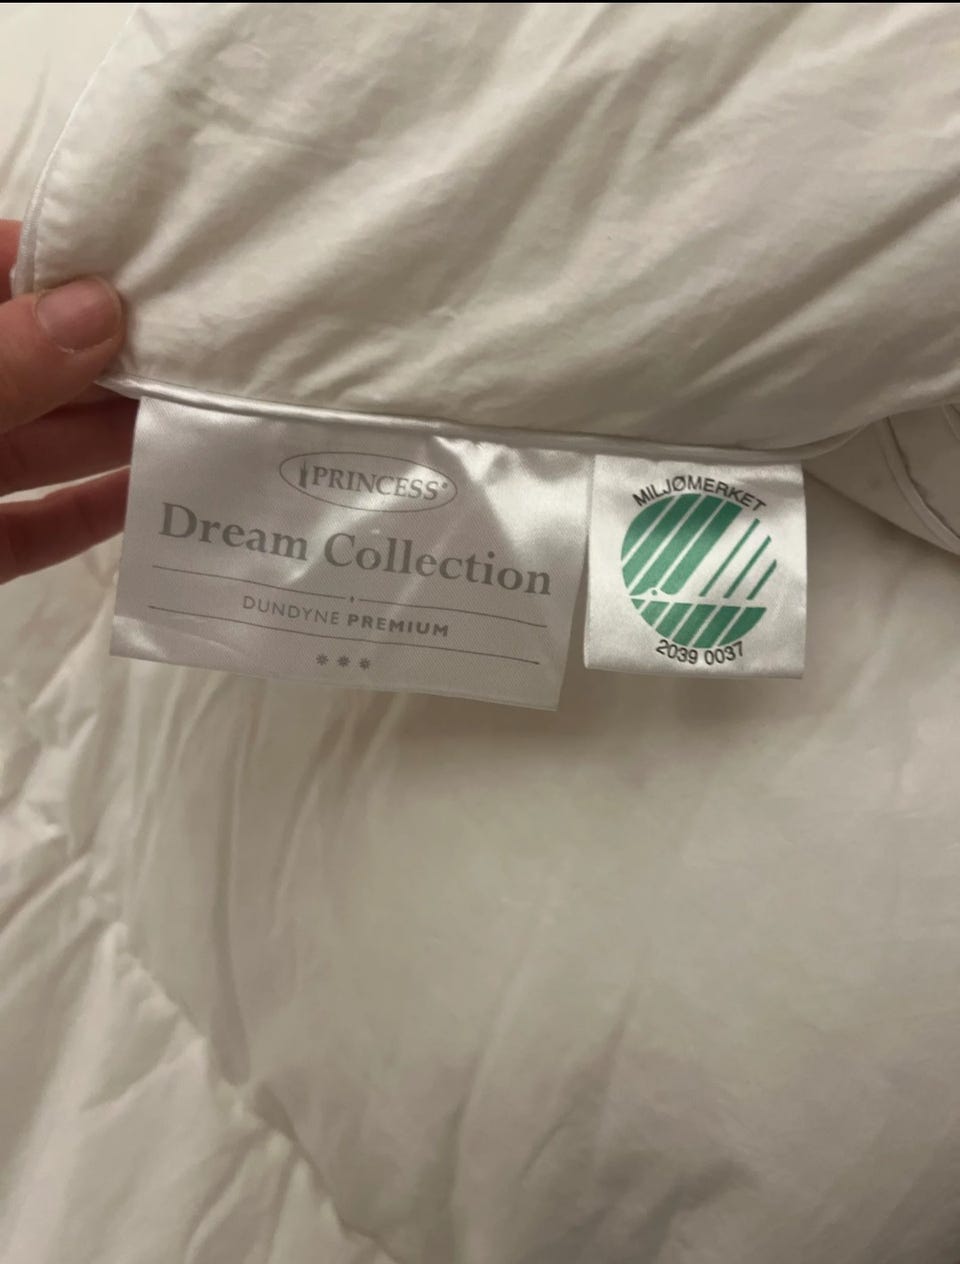 PRINCESS®
Dream Collection
DUNDYNE PREMIUM
***
MILJØMERKET
2039 0037